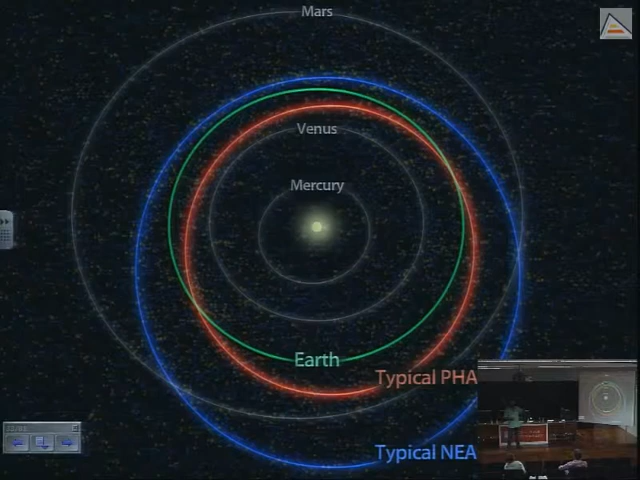 Mars
Venus
Mercury
Earth
Typical PHA
Typical NEA